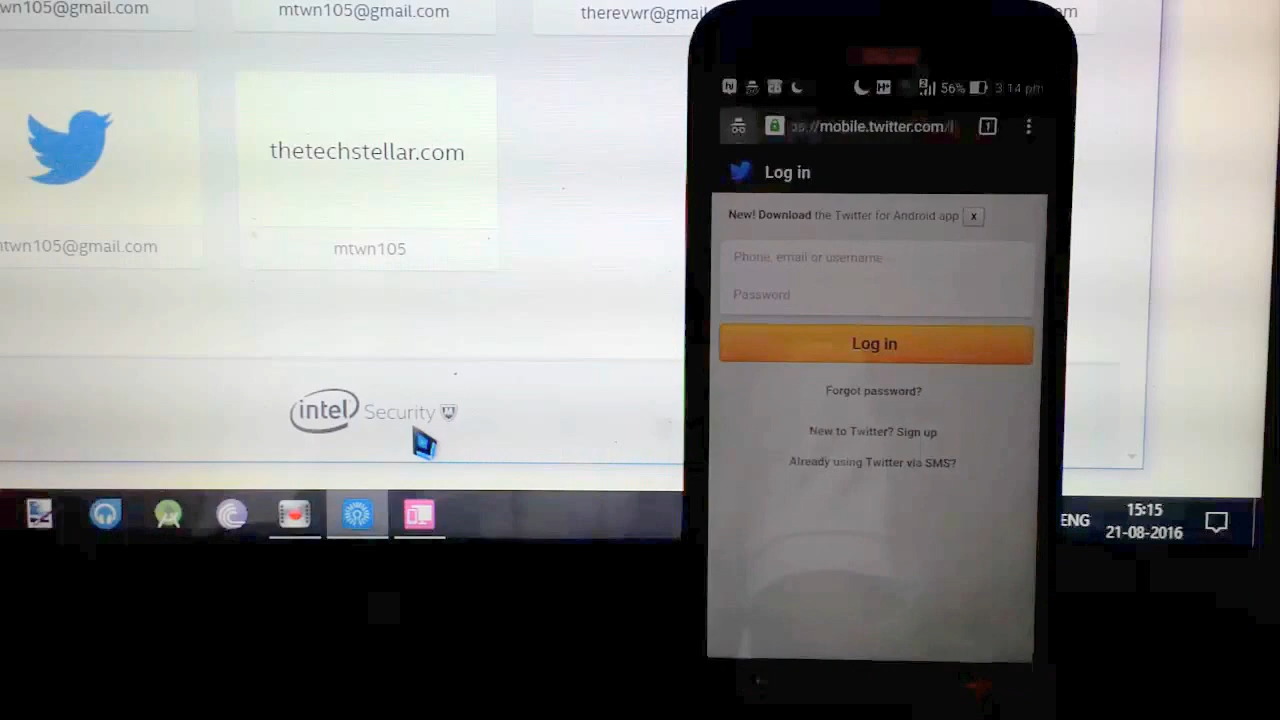 mtwn105@gmail.com
mtwn105@gmail.com
therevwr@gmail
om
thetechstellar.com
mtwn105@gmail.com
mtwn105
intel Security
ENG
15:15
21-08-2016
56% 3:14 pm
://mobile.twitter.com/l
1
Log in
New! Download the Twitter for Android app x
Phone, email or username
Password
Log in
Forgot password?
New to Twitter? Sign up
Already using Twitter via SMS?